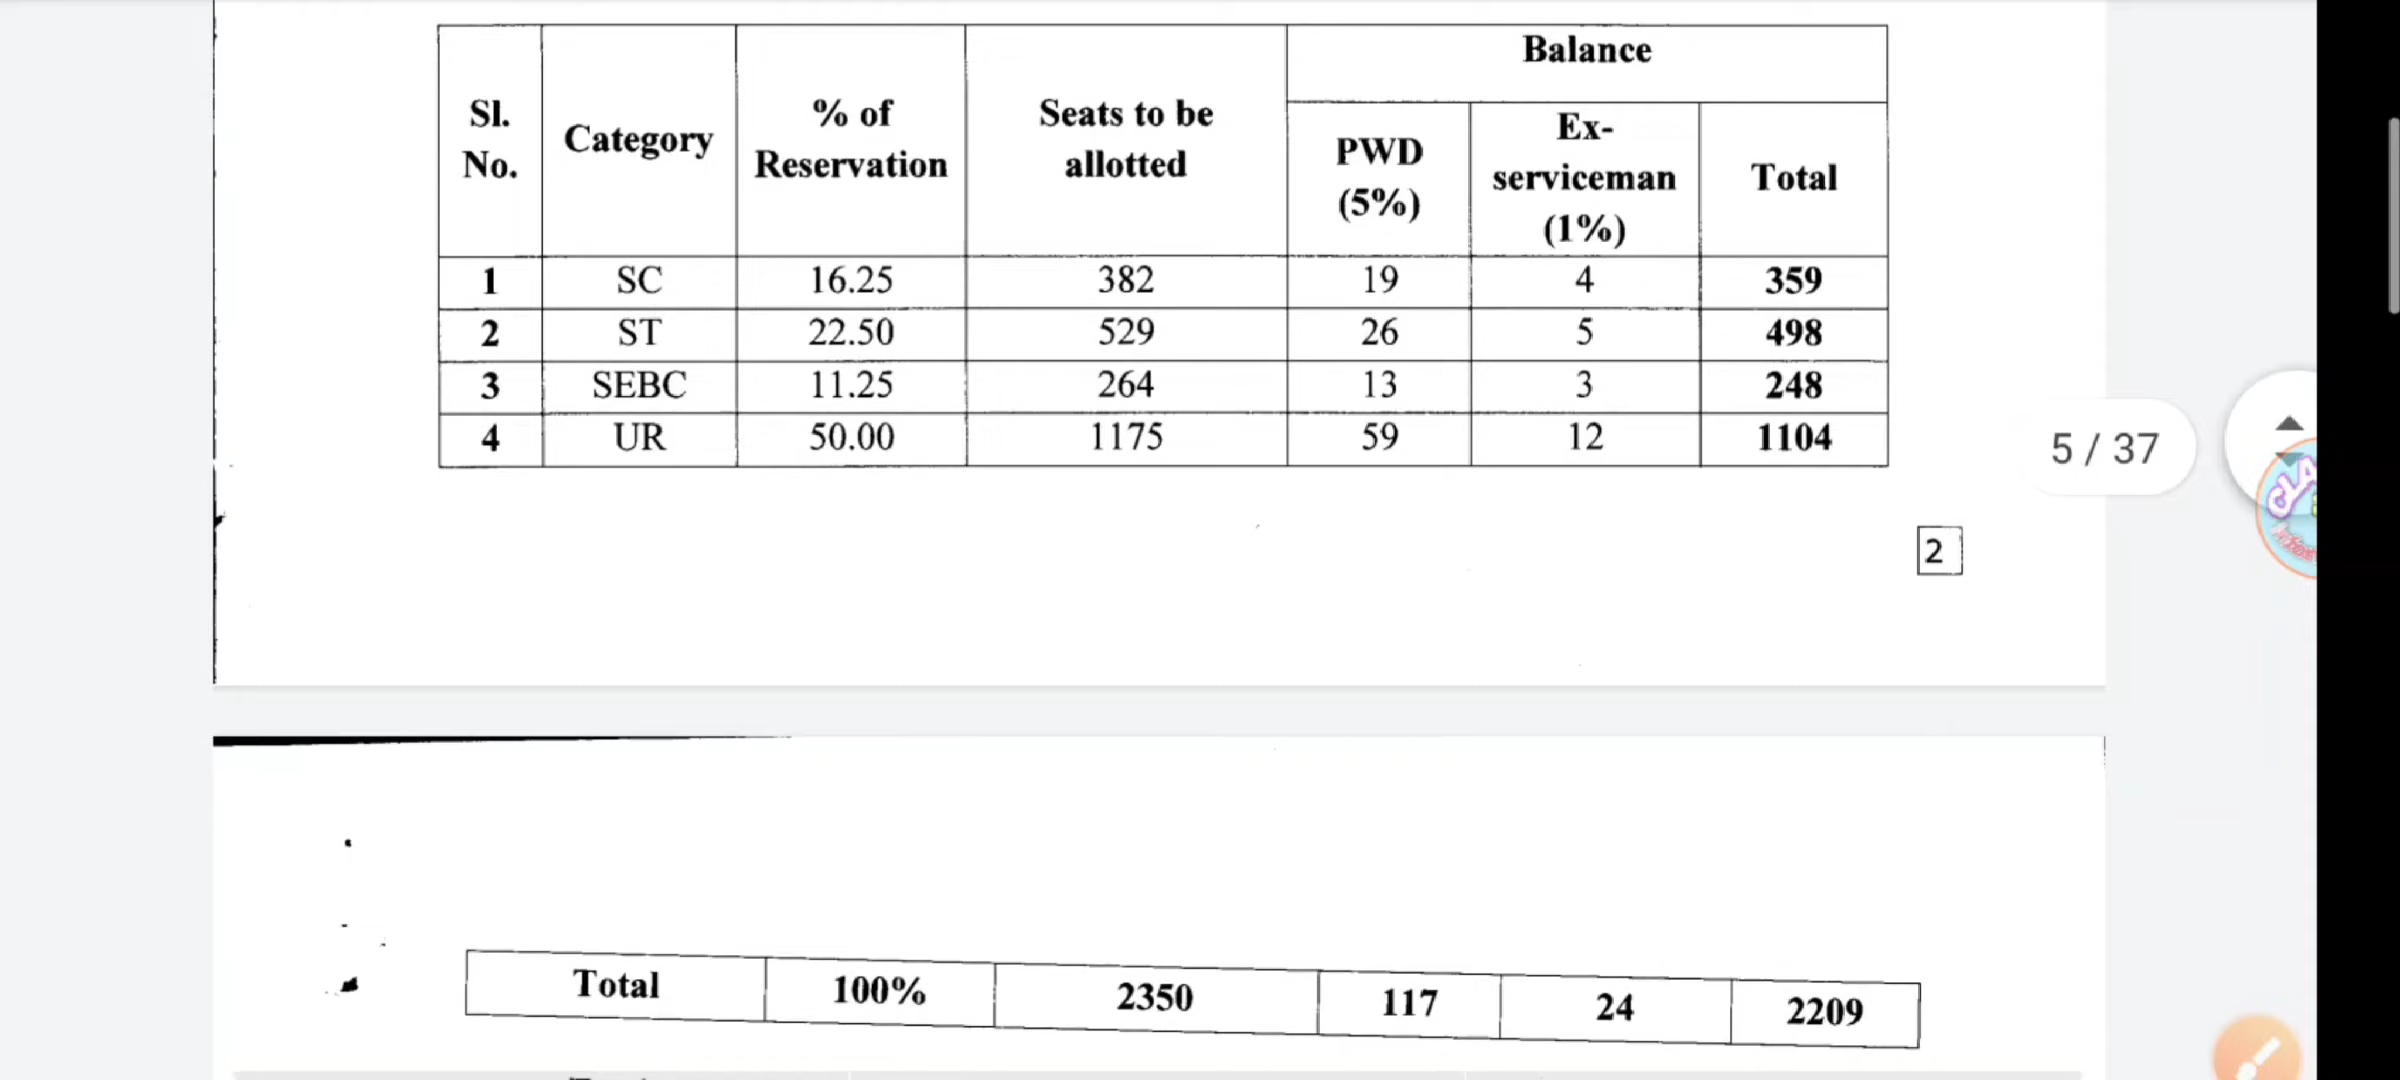 Balance
Sl. No. Category % of Reservation Seats to be allotted PWD (5%) Ex-serviceman (1%) Total
1 SC 16.25 382 19 4 359
2 ST 22.50 529 26 5 498
3 SEBC 11.25 264 13 3 248
4 UR 50.00 1175 59 12 1104
5 / 37
2
Total 100% 2350 117 24 2209